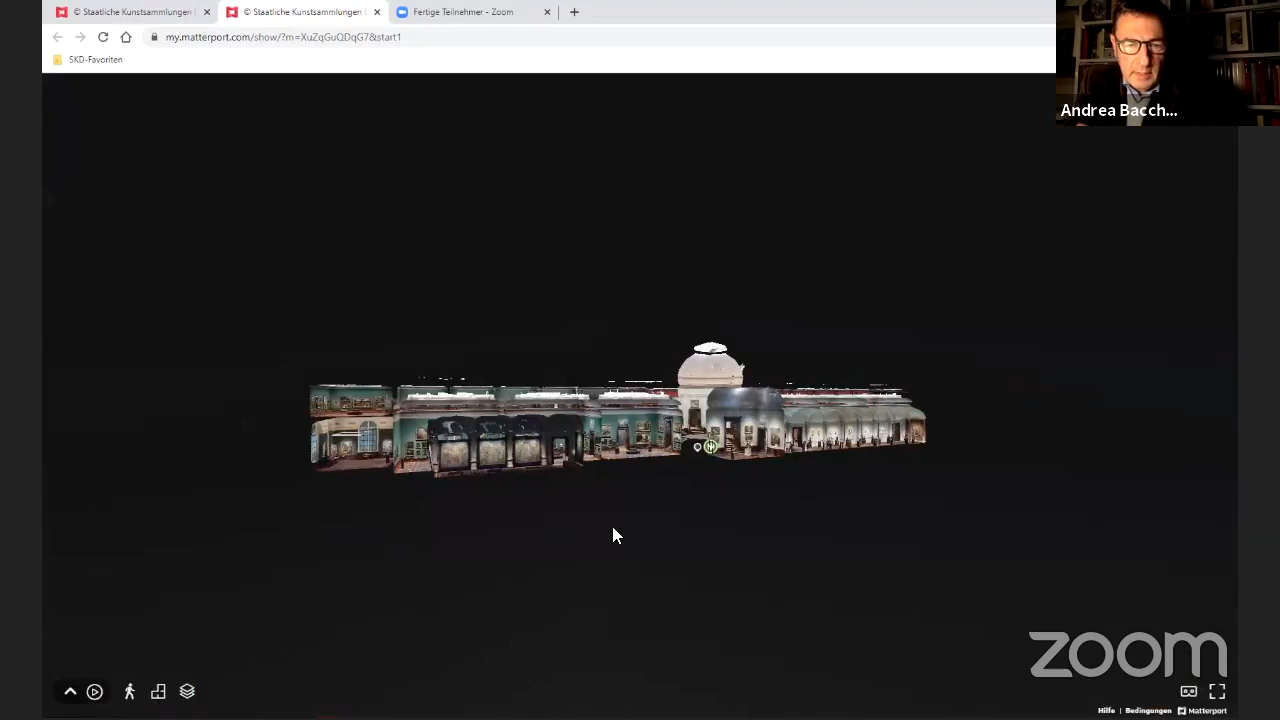 © Staatliche Kunstsammlungen
© Staatliche Kunstsammlungen
Fertige Teilnehmer - Zoom
my.matterport.com/show/?m=XuZqGuQDqG7&start1
SKD-Favoriten
Andrea Bacch...
zoom
Hilfe | Bedingungen Matterport